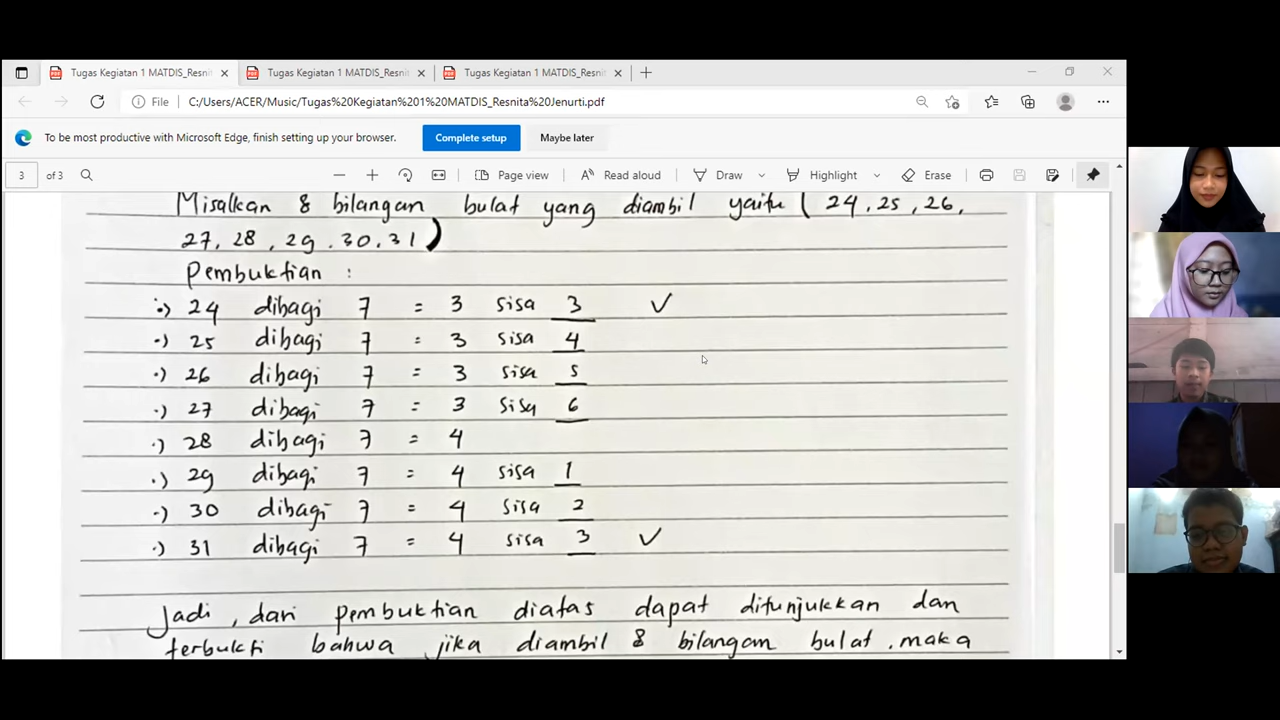 Tugas Kegiatan 1 MATDIS_Resnit
Tugas Kegiatan 1 MATDIS_Resnit
Tugas Kegiatan 1 MATDIS_Resnit
File C:/Users/ACER/Music/Tugas%20Kegiatan%201%20MATDIS_Resnita%20Jenurti.pdf
To be most productive with Microsoft Edge, finish setting up your browser. Complete setup Maybe later
3 of 3 Page view Read aloud Draw Highlight Erase
Misalkan 8 bilangan bulat yang diambil yaitu ( 24, 25, 26,
27, 28, 29, 30, 31)
Pembuktian :
·) 24 dibagi 7 = 3 sisa 3 ✓
·) 25 dibagi 7 = 3 sisa 4
·) 26 dibagi 7 = 3 sisa 5
·) 27 dibagi 7 = 3 sisa 6
·) 28 dibagi 7 = 4
·) 29 dibagi 7 = 4 sisa 1
·) 30 dibagi 7 = 4 sisa 2
·) 31 dibagi 7 = 4 sisa 3 ✓
Jadi, dari pembuktian diatas dapat ditunjukkan dan
terbukti bahwa jika diambil 8 bilangan bulat, maka